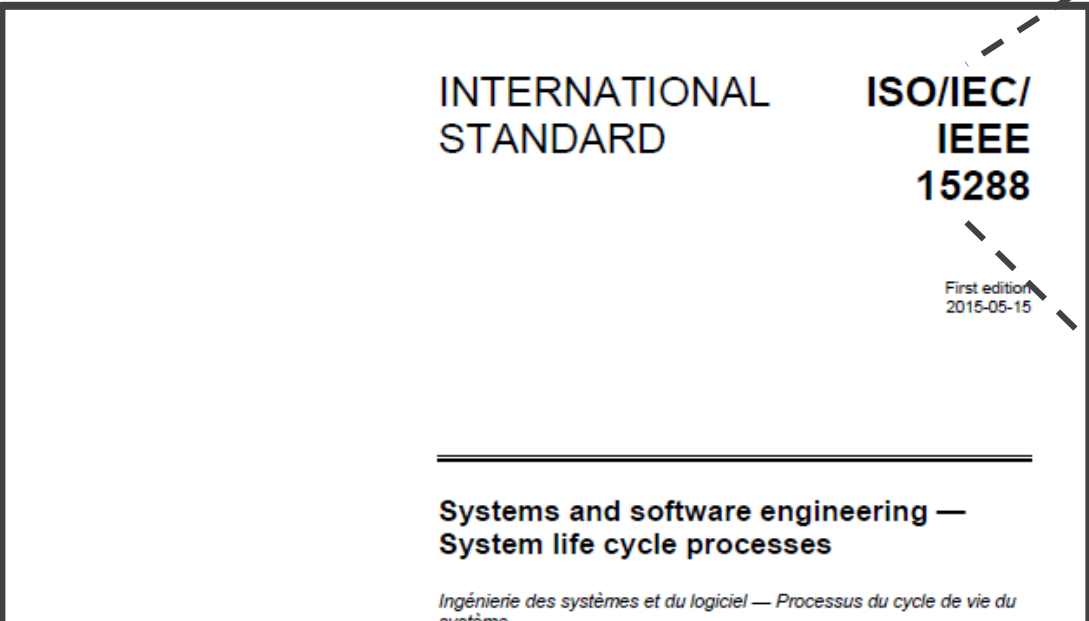 INTERNATIONAL
STANDARD
ISO/IEC/
IEEE
15288
First edition
2015-05-15
Systems and software engineering —
System life cycle processes
Ingénierie des systèmes et du logiciel — Processus du cycle de vie du
système